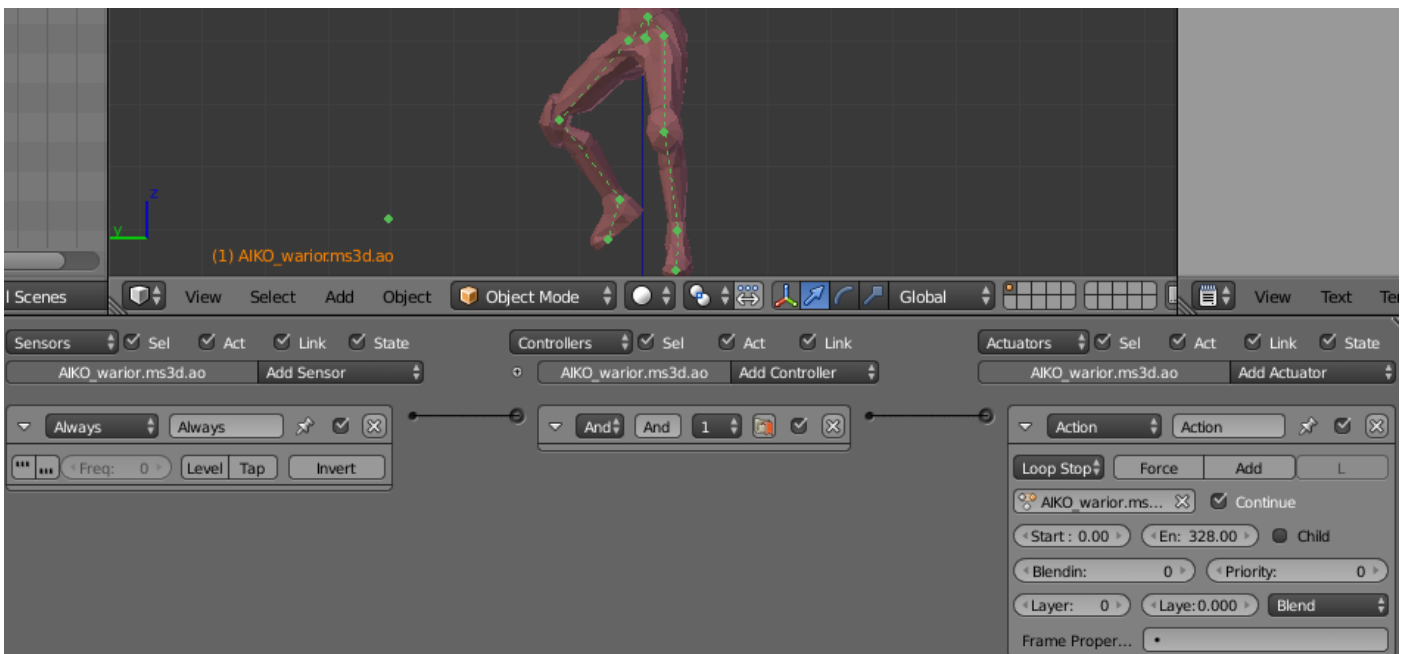 z
y
(1) AIKO_warior.ms3d.ao
l Scenes View Select Add Object Object Mode Global View Text Te
Sensors Sel Act Link State Controllers Sel Act Link Actuators Sel Act Link State
AIKO_warior.ms3d.ao Add Sensor AIKO_warior.ms3d.ao Add Controller AIKO_warior.ms3d.ao Add Actuator
Always Always And And 1 Action Action
Freq: 0 Level Tap Invert Loop Stop Force Add L
AIKO_warior.ms... Continue
Start : 0.00 En: 328.00 Child
Blendin: 0 Priority: 0
Layer: 0 Laye: 0.000 Blend
Frame Proper...